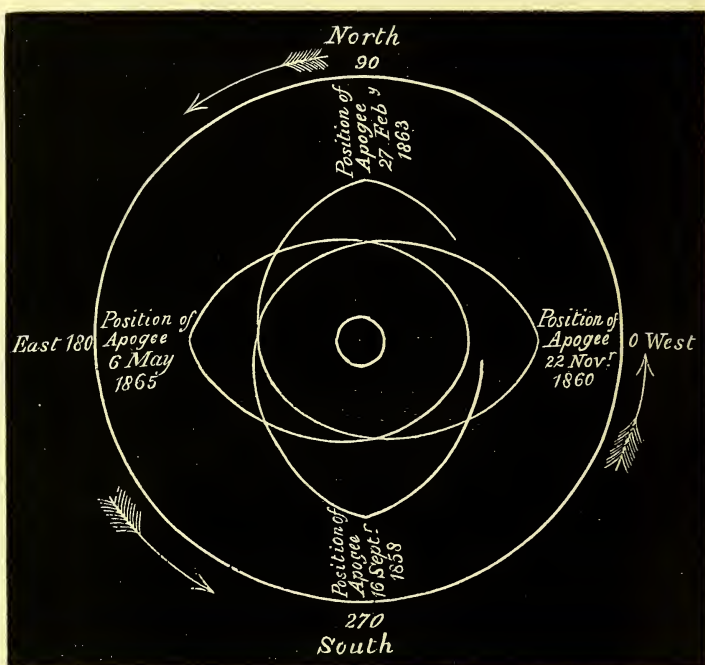 North
90
Position of
Apogee
27 Feb y
1863
East 180
Position of
Apogee
6 May
1865
Position of
Apogee
22 Novr.
1860
0 West
Position of
Apogee
16 Septr.
1858
270
South